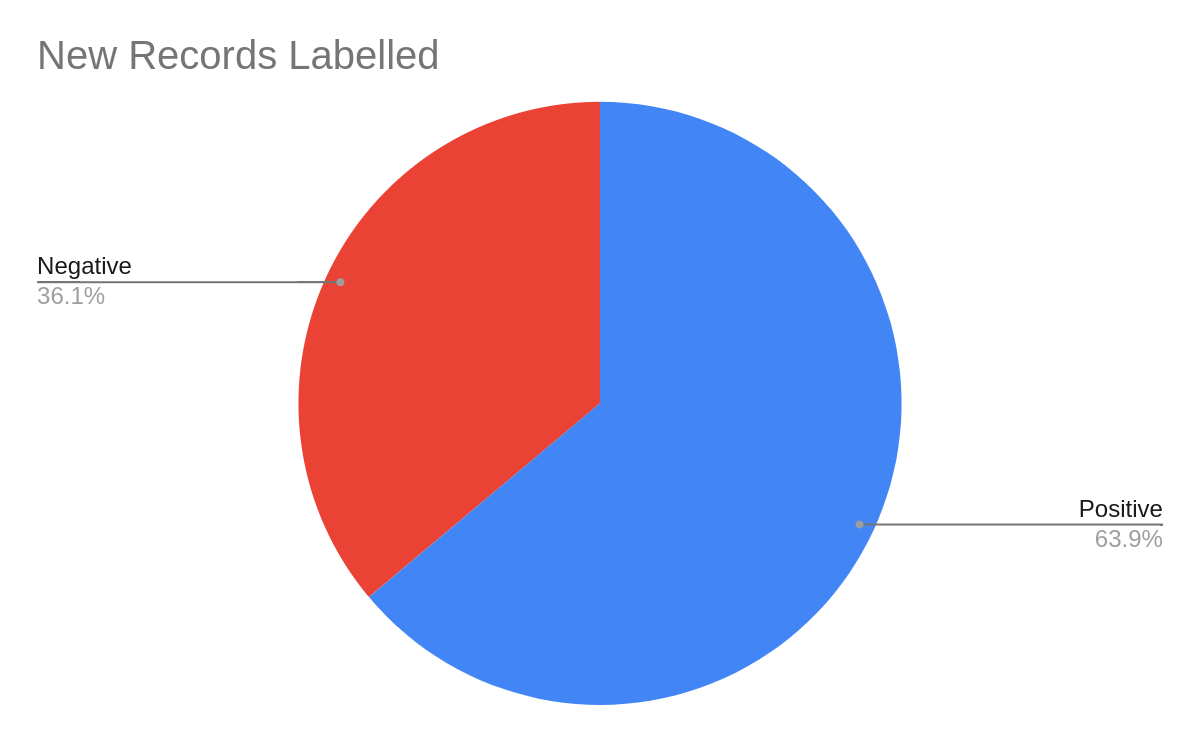 New Records Labelled
Negative
36.1%
Positive
63.9%